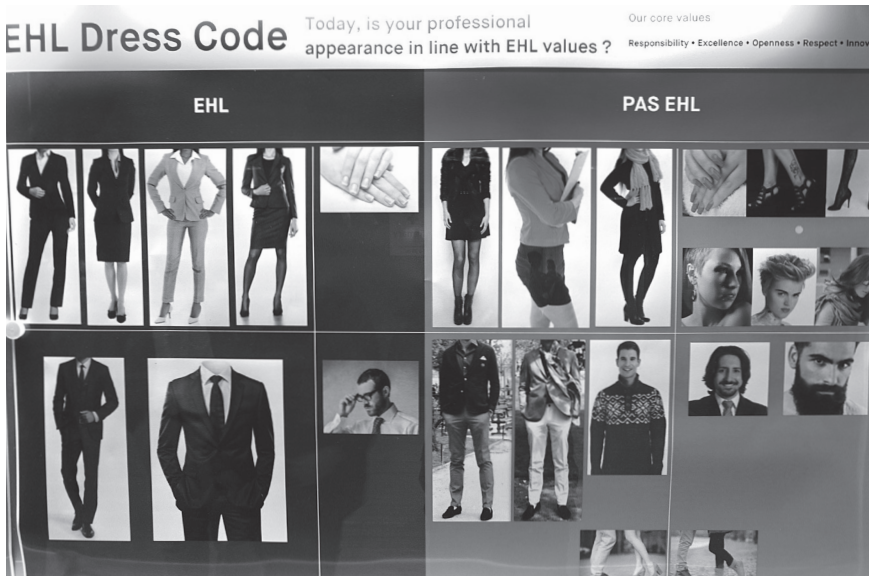 EHL Dress Code
Today, is your professional
appearance in line with EHL values ?
Our core values
Responsibility • Excellence • Openness • Respect •
EHL
PAS EHL